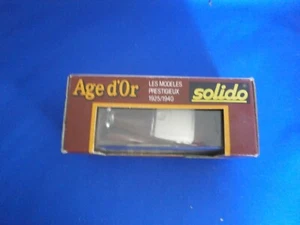 Age d'Or
LES MODELES
PRESTIGIEUX
1925/1940
solido